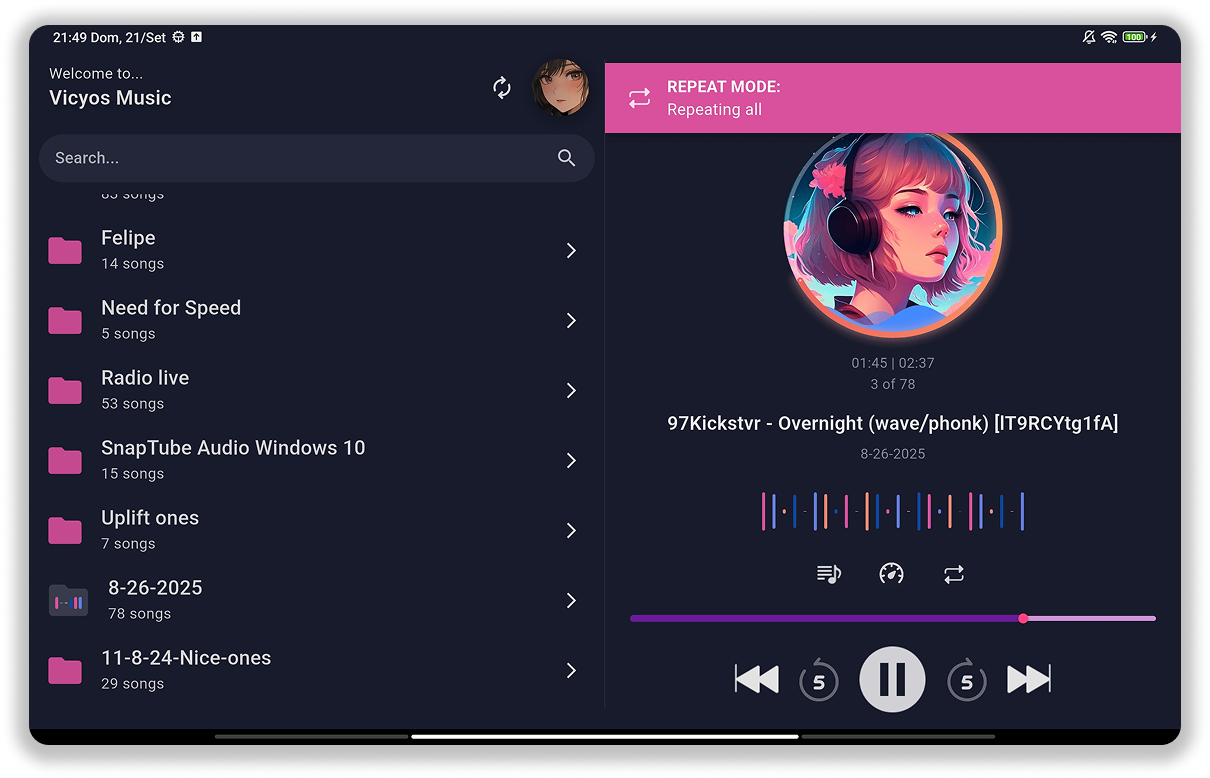 21:49 Dom, 21/Set
100
Welcome to...
Vicyos Music
Search...
songs
Felipe
14 songs
Need for Speed
5 songs
Radio live
53 songs
SnapTube Audio Windows 10
15 songs
Uplift ones
7 songs
8-26-2025
78 songs
11-8-24-Nice-ones
29 songs
REPEAT MODE:
Repeating all
01:45 | 02:37
3 of 78
97Kickstvr - Overnight (wave/phonk) [lT9RCYtg1fA]
8-26-2025
5
5